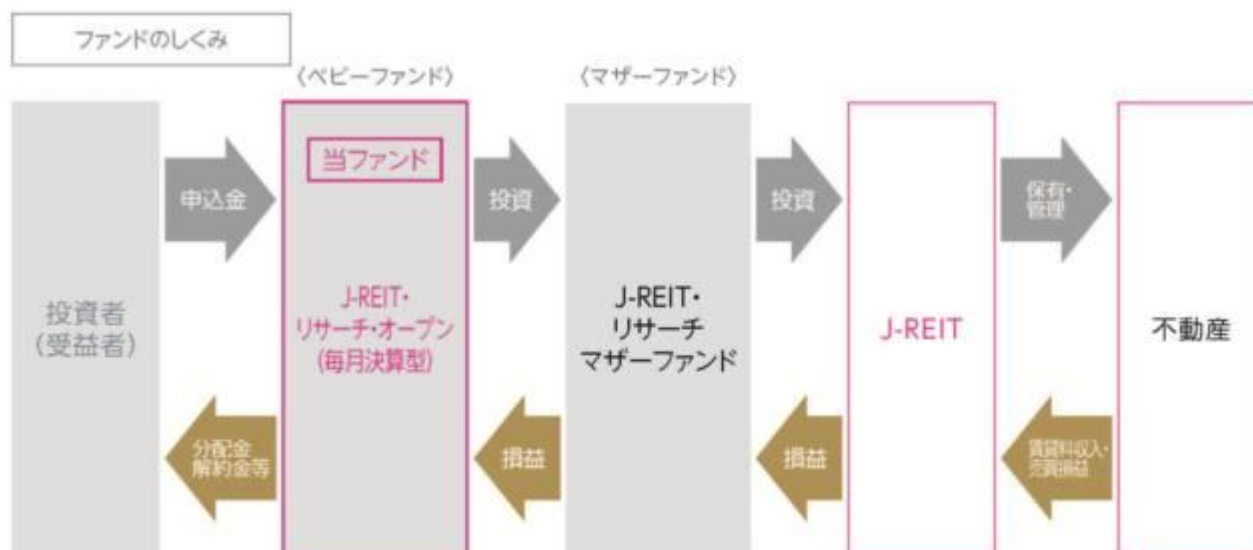 ファンドのしくみ
〈ベビーファンド〉
〈マザーファンド〉
投資者
(受益者)
申込金
分配金
解約金等
当ファンド
J-REIT・
リサーチ・オープン
(毎月決算型)
投資
損益
J-REIT・
リサーチ
マザーファンド
投資
損益
J-REIT
保有・
管理
賃貸料収入・
売買損益
不動産